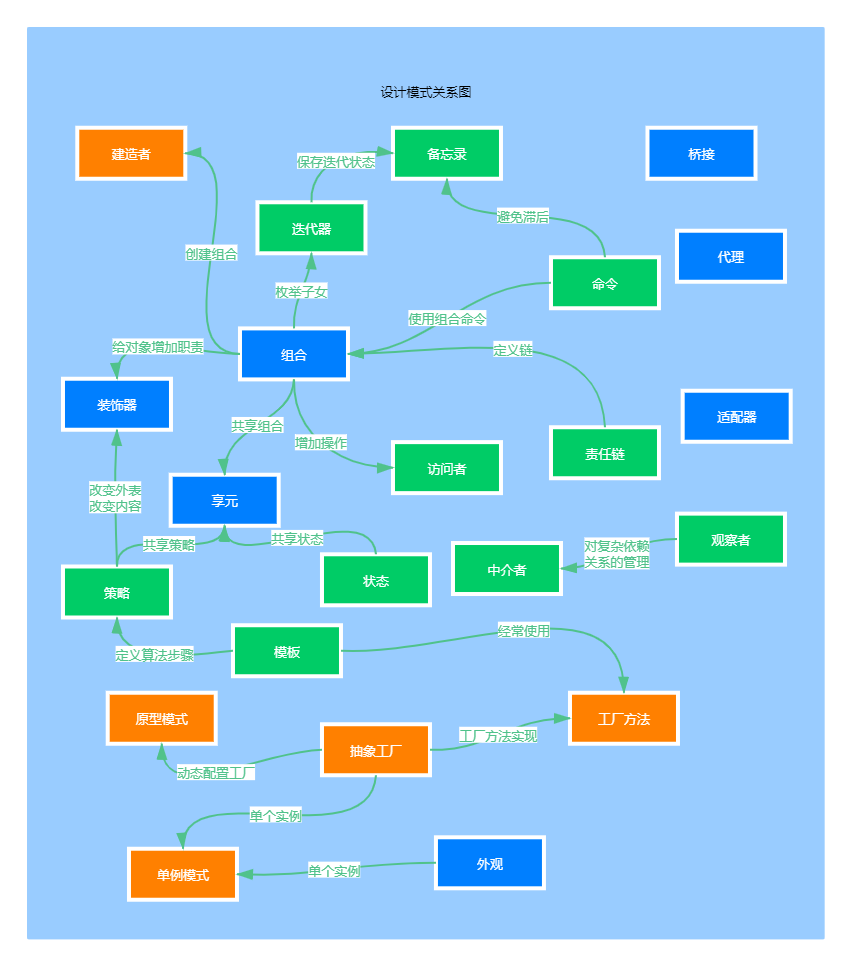 设计模式关系图
建造者
备忘录
桥接
保存迭代状态
迭代器
避免滞后
创建组合
代理
枚举子女
命令
使用组合命令
给对象增加职责
组合
定义链
装饰器
适配器
共享组合
增加操作
责任链
访问者
改变外表
改变内容
享元
共享策略
共享状态
观察者
对复杂依赖
关系的管理
中介者
状态
策略
经常使用
定义算法步骤
模板
原型模式
工厂方法
工厂方法实现
抽象工厂
动态配置工厂
单个实例
外观
单个实例
单例模式